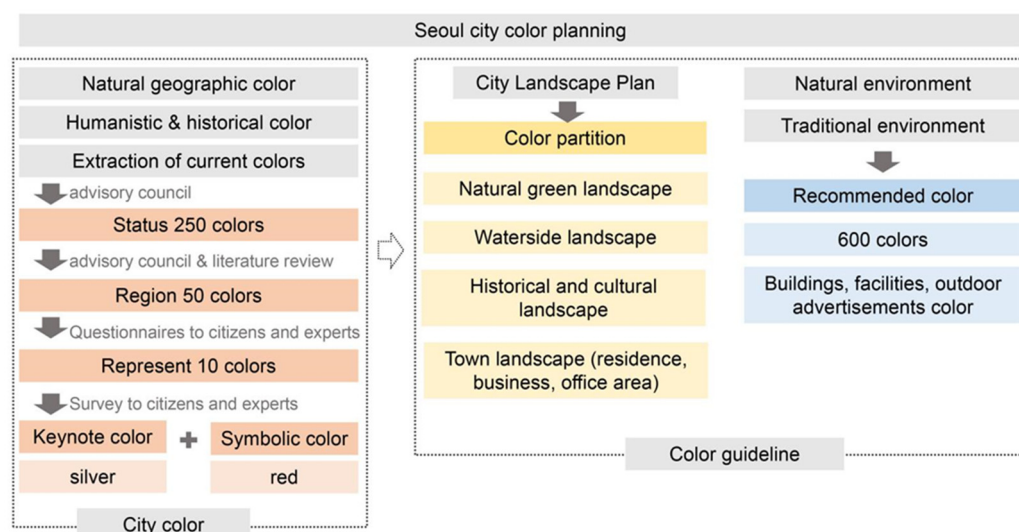 Seoul city color planning
Natural geographic color
Humanistic & historical color
Extraction of current colors
advisory council
Status 250 colors
advisory council & literature review
Region 50 colors
Questionnaires to citizens and experts
Represent 10 colors
Survey to citizens and experts
Keynote color
+
Symbolic color
silver
red
City color
City Landscape Plan
Color partition
Natural green landscape
Waterside landscape
Historical and cultural
landscape
Town landscape (residence,
business, office area)
Natural environment
Traditional environment
Recommended color
600 colors
Buildings, facilities, outdoor
advertisements color
Color guideline